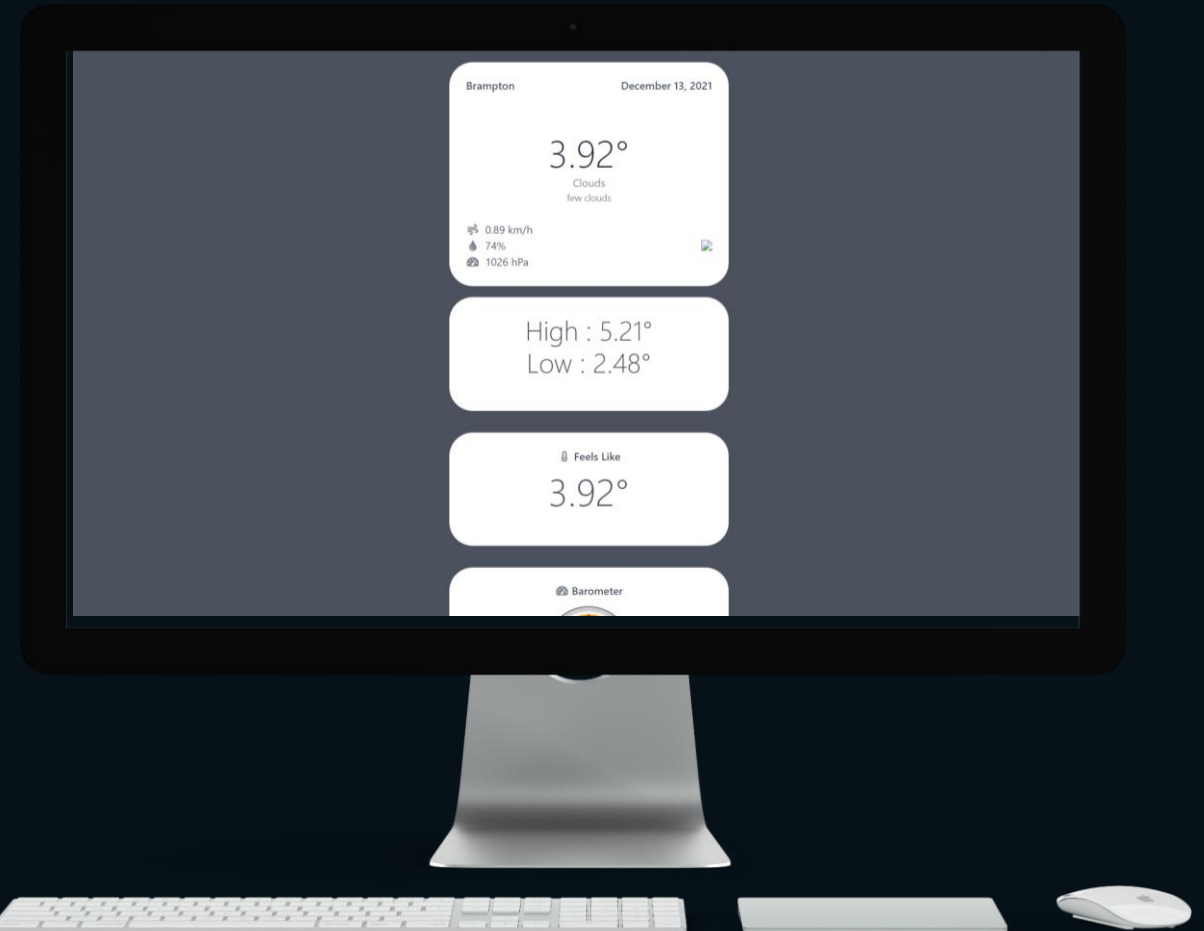 Brampton December 13, 2021
3.92°
Clouds
few clouds
0.89 km/h
74%
1026 hPa
High : 5.21°
Low : 2.48°
Feels Like
3.92°
Barometer